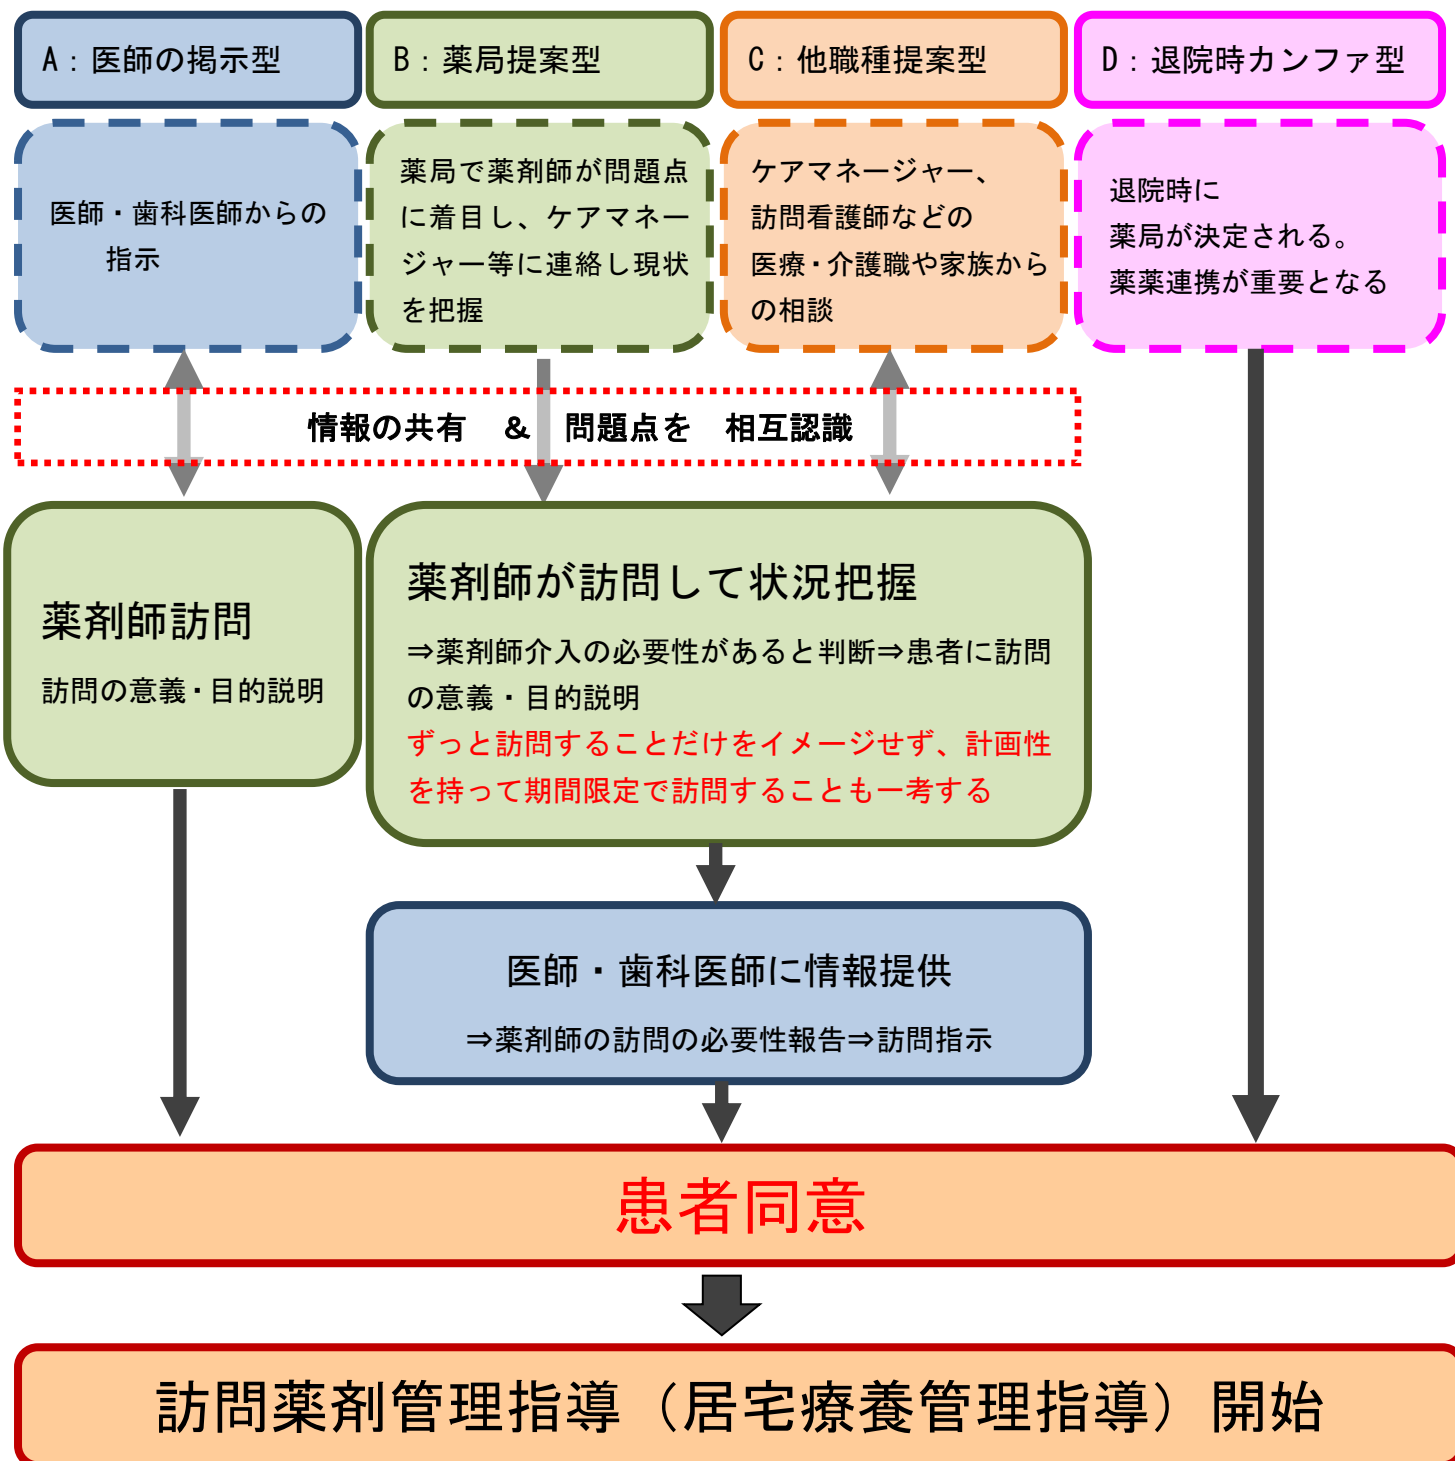 A：医師の掲示型
B：薬局提案型
C：他職種提案型
D：退院時カンファ型
医師・歯科医師からの
指示
薬局で薬剤師が問題点
に着目し、ケアマネー
ジャー等に連絡し現状
を把握
ケアマネージャー、
訪問看護師などの
医療・介護職や家族から
の相談
退院時に
薬局が決定される。
薬薬連携が重要となる
情報の共有　＆　問題点を　相互認識
薬剤師訪問
訪問の意義・目的説明
薬剤師が訪問して状況把握
⇒薬剤師介入の必要性があると判断⇒患者に訪問
の意義・目的説明
ずっと訪問することだけをイメージせず、計画性
を持って期間限定で訪問することも一考する
医師・歯科医師に情報提供
⇒薬剤師の訪問の必要性報告⇒訪問指示
患者同意
訪問薬剤管理指導（居宅療養管理指導）開始